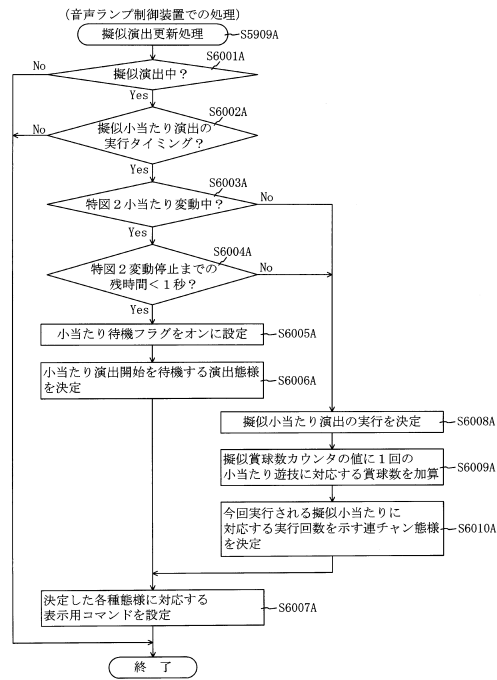 (音声ランプ制御装置での処理)
擬似演出更新処理
S5909A
S6001A
No
擬似演出中?
Yes
S6002A
No
擬似小当たり演出の
実行タイミング?
Yes
S6003A
特図2小当たり変動中?
No
Yes
S6004A
特図2変動停止までの
残時間<1秒?
No
Yes
小当たり待機フラグをオンに設定
S6005A
小当たり演出開始を待機する演出態様
を決定
S6006A
擬似小当たり演出の実行を決定
S6008A
擬似賞球数カウンタの値に1回の
小当たり遊技に対応する賞球数を加算
S6009A
今回実行される擬似小当たりに
対応する実行回数を示す連チャン態様
を決定
S6010A
決定した各種態様に対応する
表示用コマンドを設定
S6007A
終 了